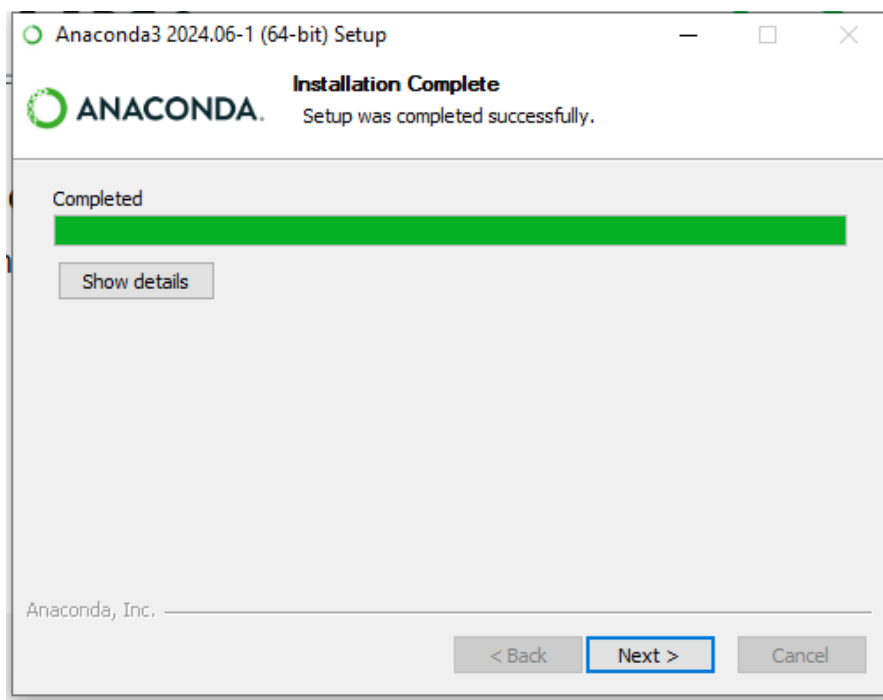 Anaconda3 2024.06-1 (64-bit) Setup
ANACONDA.
Installation Complete
Setup was completed successfully.
Completed
Show details
Anaconda, Inc.
< Back
Next >
Cancel